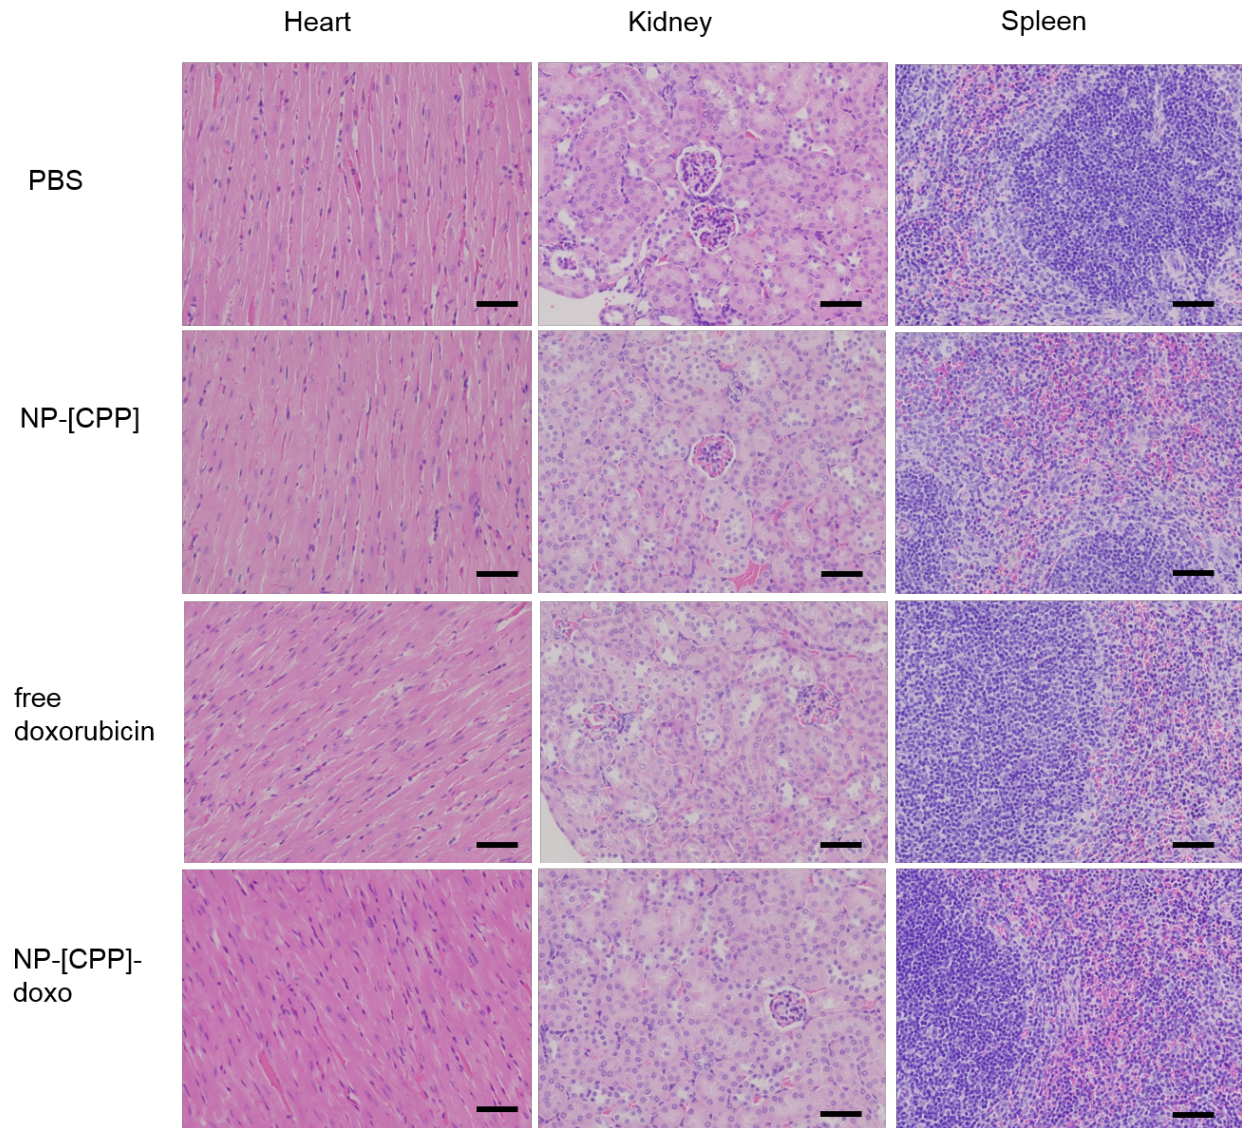 Heart Kidney Spleen
PBS
NP-[CPP]
free
doxorubicin
NP-[CPP]-
doxo